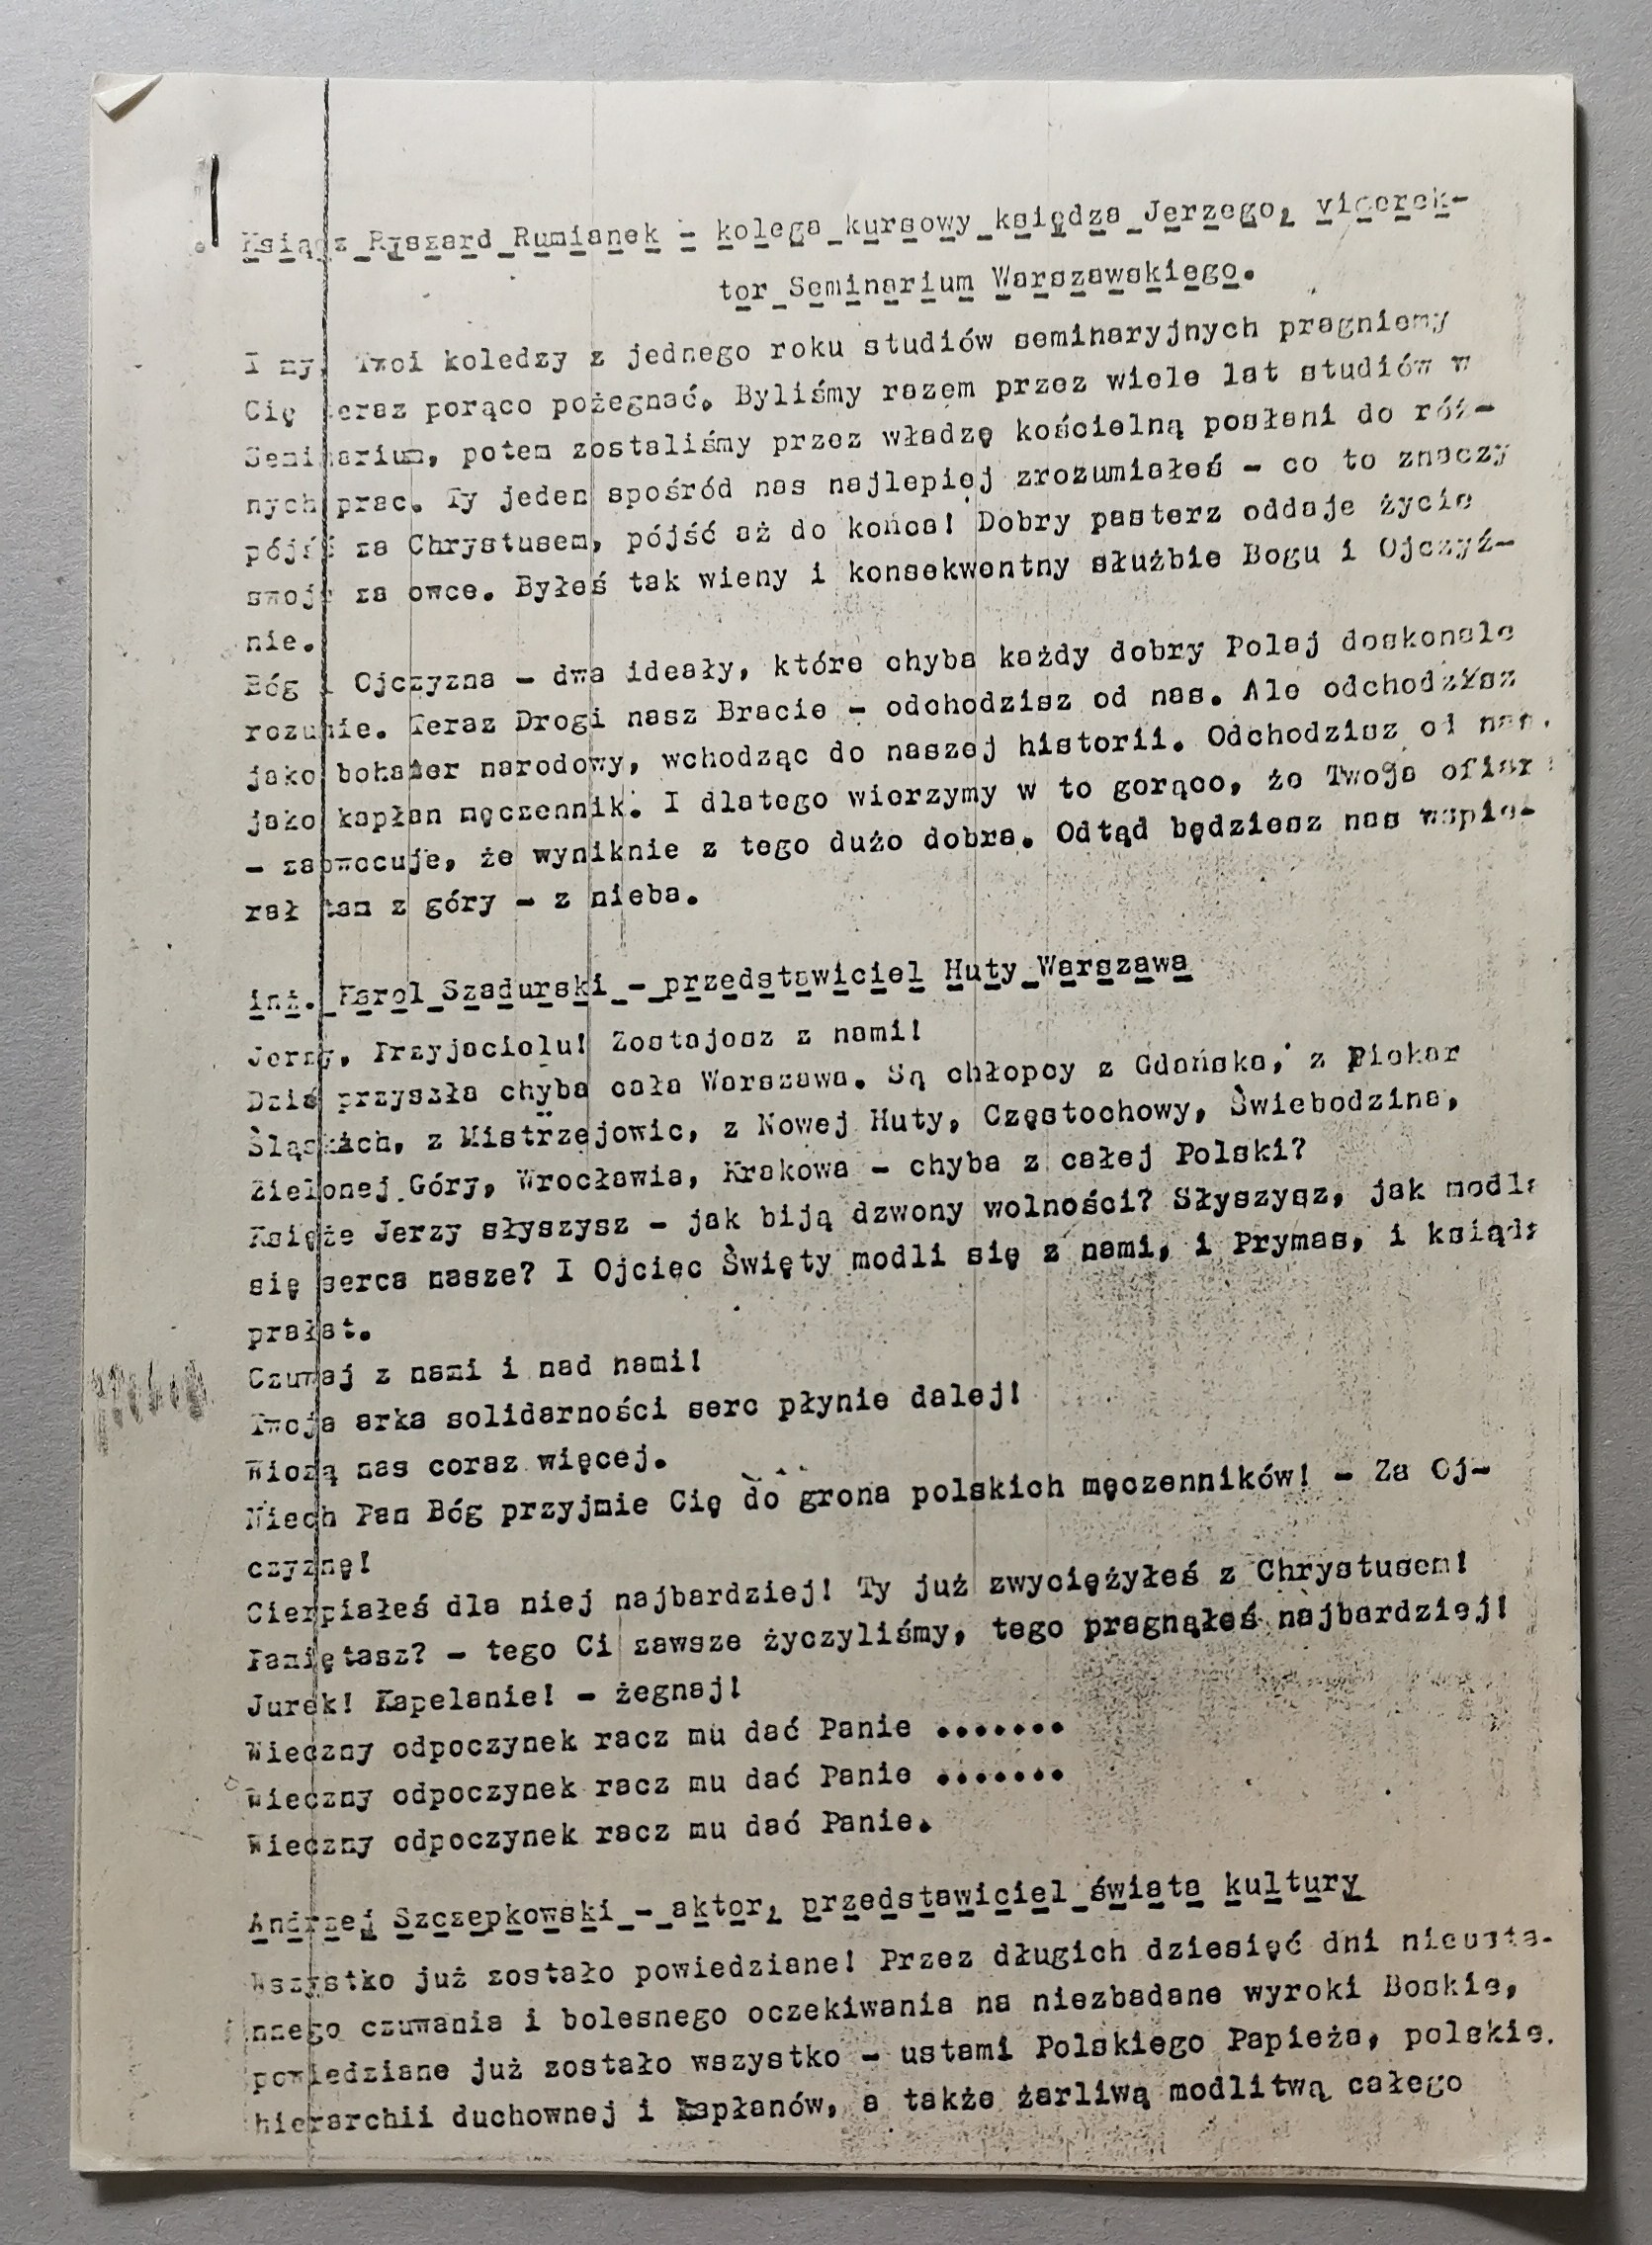 Ksiądz Ryszard Rumianek - kolega kursowy księdza Jerzego, vicerek-
tor Seminarium Warszawskiego.
I my, Twoi koledzy z jednego roku studiów seminaryjnych pragniemy
Cię teraz porąco pożegnać. Byliśmy razem przez wiele lat studiów w
Seminarium, potem zostaliśmy przez władzę kościelną posłani do róż-
nych prac. Ty jeden spośród nas najlepiej zrozumiałeś - co to znaczy
pójść za Chrystusem, pójść aż do końca! Dobry pasterz oddaje życie
swoje za owce. Byłeś tak wieny i konsekwentny służbie Bogu i Ojczyź-
nie.
Bóg i Ojczyzna - dwa ideały, które chyba każdy dobry Polaj doskonale
rozumie. Teraz Drogi nasz Bracie - odchodzisz od nas. Ale odchodzisz
jako bohater narodowy, wchodząc do naszej historii. Odchodzisz od nas
jako kapłan męczennik. I dlatego wierzymy w to gorąco, że Twoja ofiara
- zaowocuje, że wyniknie z tego dużo dobra. Odtąd będziesz nas wspie-
rał tam z góry - z nieba.
inż. Karol Szadurski - przedstawiciel Huty Warszawa
Jerzy, Przyjacielu! Zostajesz z nami!
Dziś przyszła chyba cała Warszawa. Są chłopcy z Gdańska, z Piekar
Śląskich, z Mistrzejowic, z Nowej Huty, Częstochowy, Świebodzina,
Zielonej Góry, Wrocławia, Krakowa - chyba z całej Polski?
Księże Jerzy słyszysz - jak biją dzwony wolności? Słyszysz, jak modlą
się serca nasze? I Ojciec Święty modli się z nami, i Prymas, i ksiądz
prałat.
Czuwaj z nami i nad nami!
Twoja arka solidarności serc płynie dalej!
Wiozą nas coraz więcej.
Niech Pan Bóg przyjmie Cię do grona polskich męczenników! - Za Oj-
czyznę!
Cierpiałeś dla niej najbardziej! Ty już zwyciężyłeś z Chrystusem!
Pamiętasz? - tego Ci zawsze życzyliśmy, tego pragnąłeś najbardziej!
Jurek! Kapelanie! - żegnaj!
Wieczny odpoczynek racz mu dać Panie .......
Wieczny odpoczynek racz mu dać Panie .......
Wieczny odpoczynek racz mu dać Panie.
Andrzej Szczepkowski - aktor, przedstawiciel świata kultury
Wszystko już zostało powiedziane! Przez długich dziesięć dni nieusta-
nnego czuwania i bolesnego oczekiwania na niezbadane wyroki Boskie,
powiedziane już zostało wszystko - ustami Polskiego Papieża, polskie.
hierarchii duchownej i kapłanów, a także żarliwą modlitwą całego